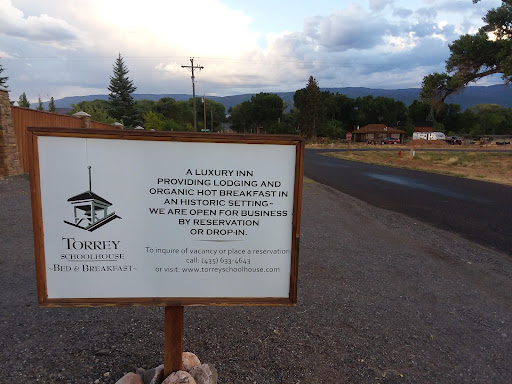 TORREY
SCHOOLHOUSE
~BED & BREAKFAST~
A LUXURY INN
PROVIDING LODGING AND
ORGANIC HOT BREAKFAST IN
AN HISTORIC SETTING~
WE ARE OPEN FOR BUSINESS
BY RESERVATION
OR DROP-IN.
To inquire of vacancy or place a reservation
call: (435) 633-4643
or visit: www.torreyschoolhouse.com